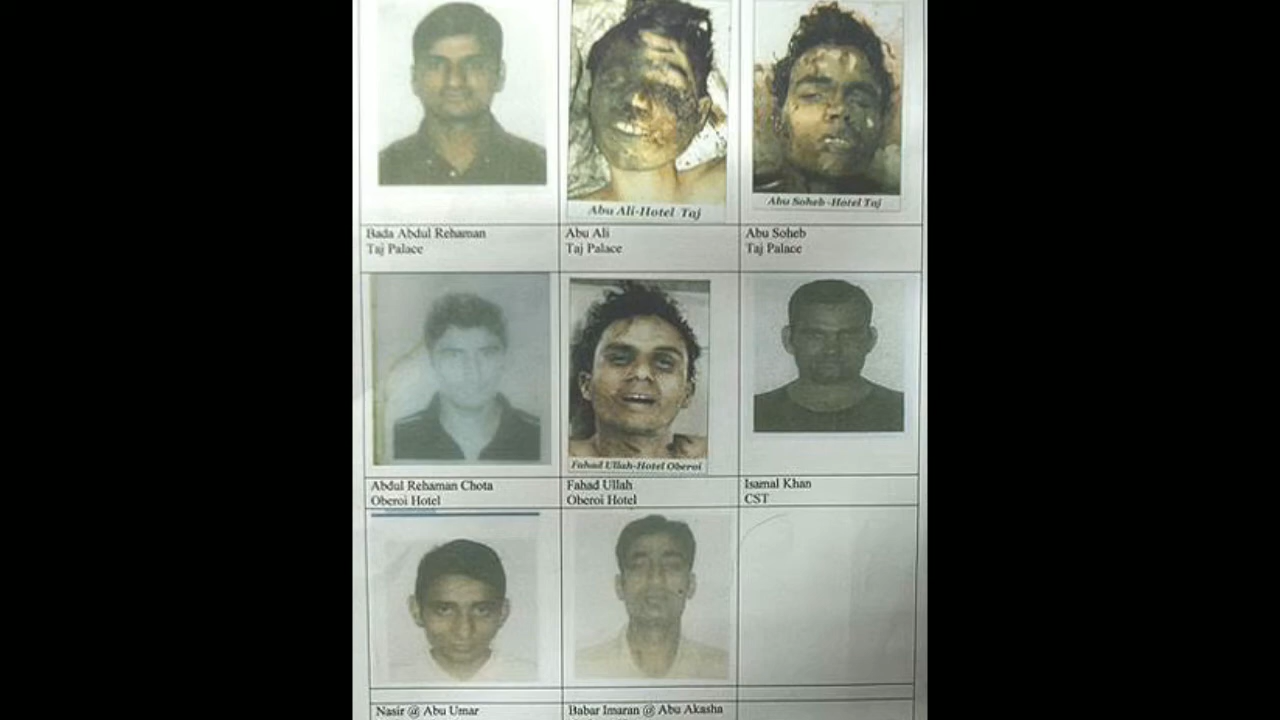 Abu Ali-Hotel Taj
Abu Soheb -Hotel Taj
Bada Abdul Rehaman
Taj Palace
Abu Ali
Taj Palace
Abu Soheb
Taj Palace
Fahad Ullah-Hotel Oberoi
Abdul Rehaman Chota
Oberoi Hotel
Fahad Ullah
Oberoi Hotel
Isamal Khan
CST
Nasir @ Abu Umar
Babar Imaran @ Abu Akasha